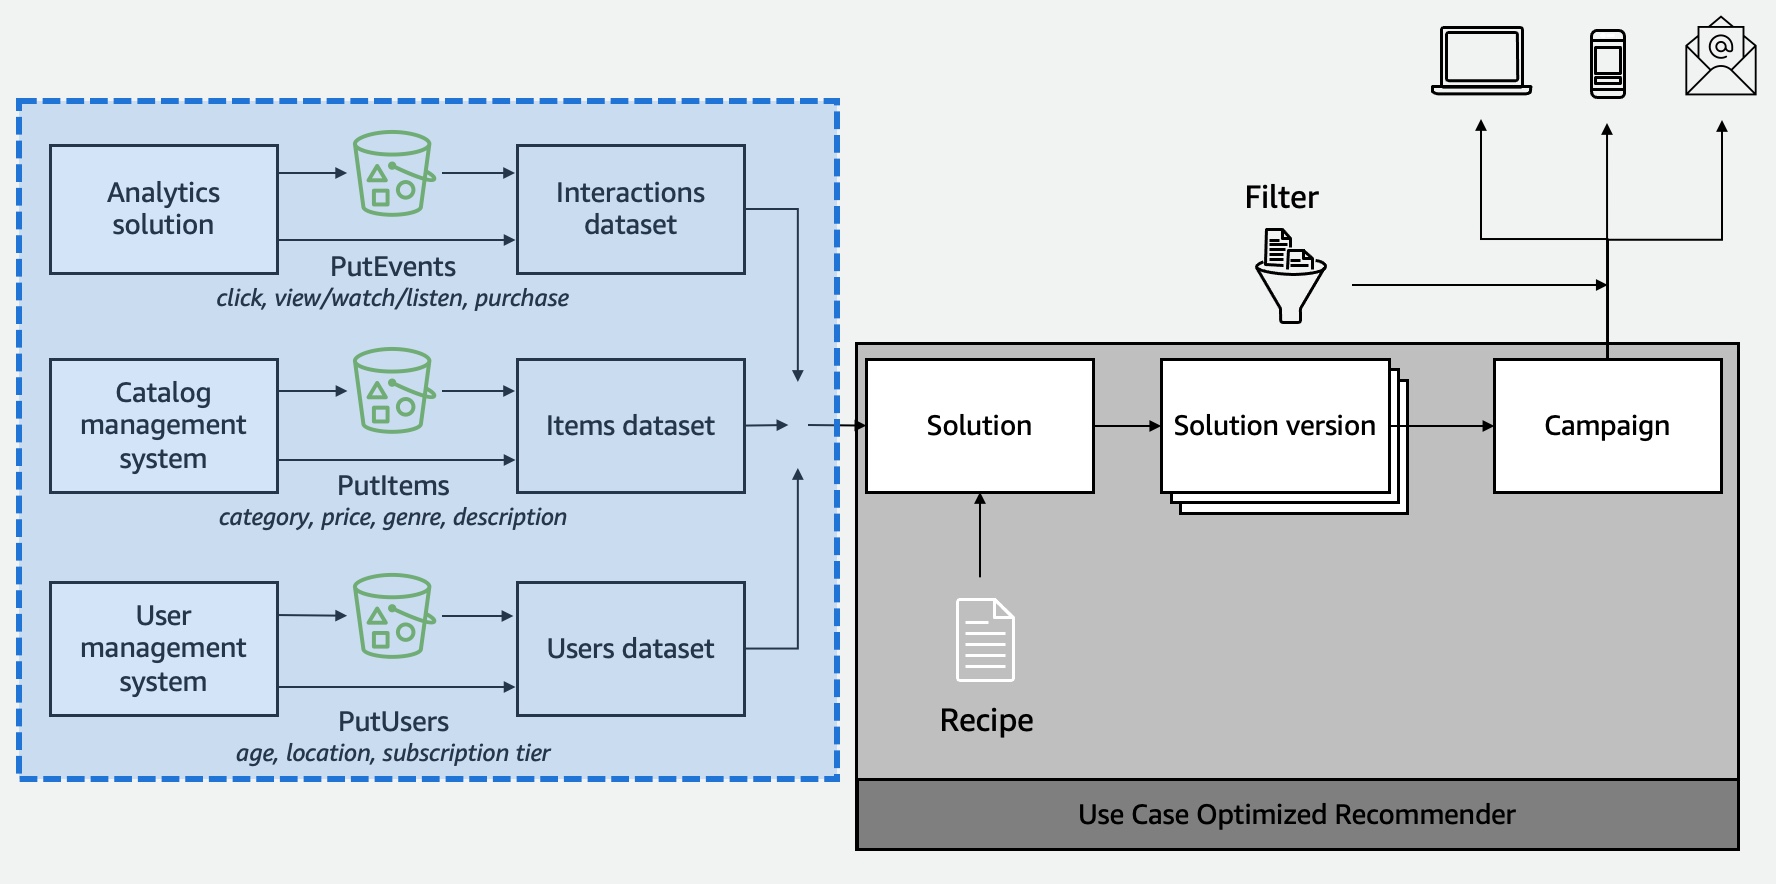 Analytics
solution
PutEvents
click, view/watch/listen, purchase
Interactions
dataset
Catalog
management
system
PutItems
category, price, genre, description
Items dataset
User
management
system
PutUsers
age, location, subscription tier
Users dataset
Filter
@
Solution
Solution version
Campaign
Recipe
Use Case Optimized Recommender